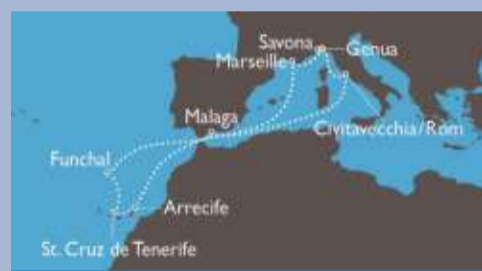 Savona
Genua
Marseille
Malaga
Civitavecchia/Rom
Funchal
Arrecife
St. Cruz de Tenerife